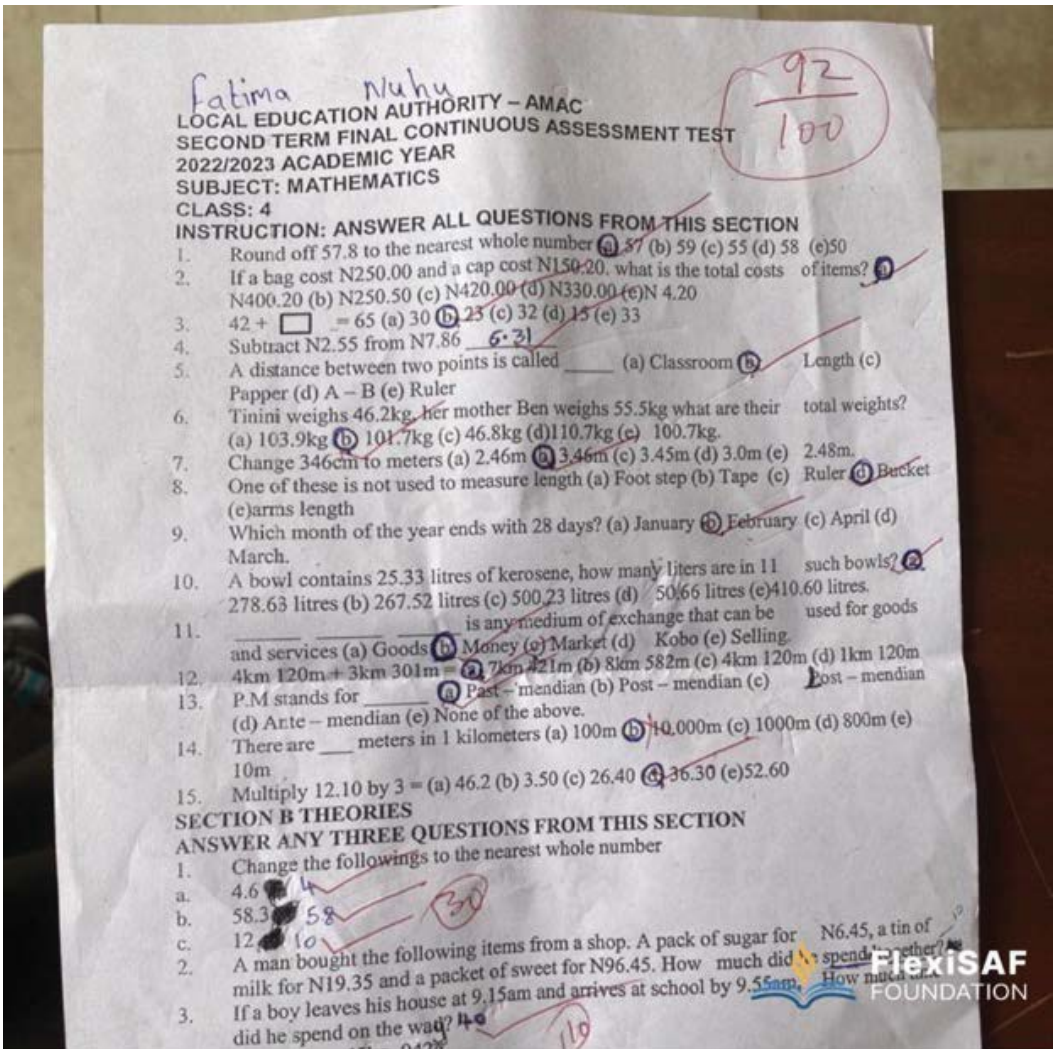 Fatima Nuhu
92
100
LOCAL EDUCATION AUTHORITY – AMAC
SECOND TERM FINAL CONTINUOUS ASSESSMENT TEST
2022/2023 ACADEMIC YEAR
SUBJECT: MATHEMATICS
CLASS: 4
INSTRUCTION: ANSWER ALL QUESTIONS FROM THIS SECTION
1. Round off 57.8 to the nearest whole number (a) 57 (b) 59 (c) 55 (d) 58 (e)50
2. If a bag cost N250.00 and a cap cost N150.20, what is the total costs of items? (a)
N400.20 (b) N250.50 (c) N420.00 (d) N330.00 (e)N 4.20
3. 42 + □ = 65 (a) 30 (b) 23 (c) 32 (d) 15 (e) 33
4. Subtract N2.55 from N7.86 6.31
5. A distance between two points is called ____ (a) Classroom (b) Length (c)
Papper (d) A – B (e) Ruler
6. Tinini weighs 46.2kg, her mother Ben weighs 55.5kg what are their total weights?
(a) 103.9kg (b) 101.7kg (c) 46.8kg (d)110.7kg (e) 100.7kg.
7. Change 346cm to meters (a) 2.46m (b) 3.46m (c) 3.45m (d) 3.0m (e) 2.48m.
8. One of these is not used to measure length (a) Foot step (b) Tape (c) Ruler (d) Bucket
(e)arms length
9. Which month of the year ends with 28 days? (a) January (b) February (c) April (d)
March.
10. A bowl contains 25.33 litres of kerosene, how many liters are in 11 such bowls? (a)
278.63 litres (b) 267.52 litres (c) 500.23 litres (d) 50.66 litres (e)410.60 litres.
11. ____ ____ ____ is any medium of exchange that can be used for goods
and services (a) Goods (b) Money (c) Market (d) Kobo (e) Selling.
12. 4km 120m + 3km 301m = (a) 7km 421m (b) 8km 582m (c) 4km 120m (d) 1km 120m
13. P.M stands for ____ (a) Past – mendian (b) Post – mendian (c) Post – mendian
(d) Ante – mendian (e) None of the above.
14. There are ___ meters in 1 kilometers (a) 100m (b) 10.000m (c) 1000m (d) 800m (e)
10m
15. Multiply 12.10 by 3 = (a) 46.2 (b) 3.50 (c) 26.40 (d) 36.30 (e)52.60
SECTION B THEORIES
ANSWER ANY THREE QUESTIONS FROM THIS SECTION
1. Change the followings to the nearest whole number
a. 4.6 4
b. 58.3 58
c. 12 10
30
2. A man bought the following items from a shop. A pack of sugar for N6.45, a tin of
milk for N19.35 and a packet of sweet for N96.45. How much did he spend together?
3. If a boy leaves his house at 9.15am and arrives at school by 9.55am, How much
did he spend on the way? 40
10
FlexiSAF
FOUNDATION